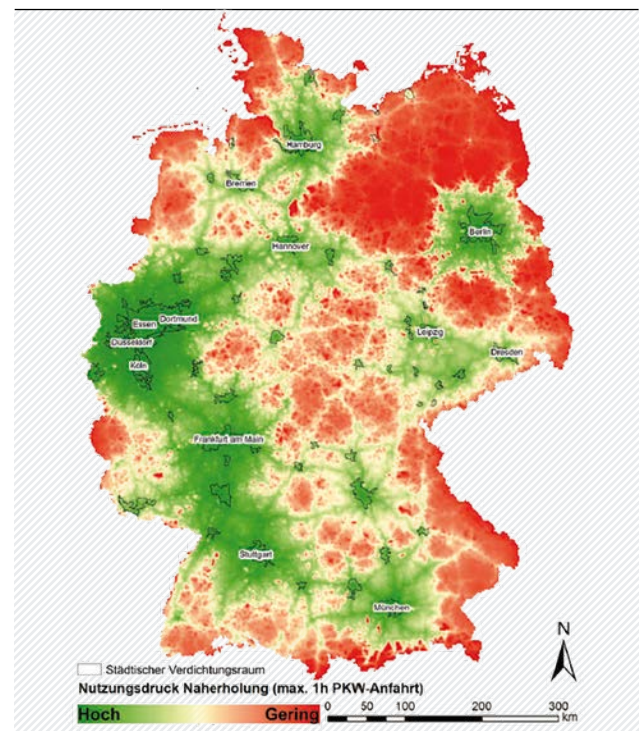 Hamburg
Bremen
Berlin
Hannover
Essen
Dortmund
Düsseldorf
Leipzig
Köln
Dresden
Frankfurt am Main
Stuttgart
München
N
Städtischer Verdichtungsraum
Nutzungsdruck Naherholung (max. 1h PKW-Anfahrt)
Hoch Gering 0 50 100 200 300
km